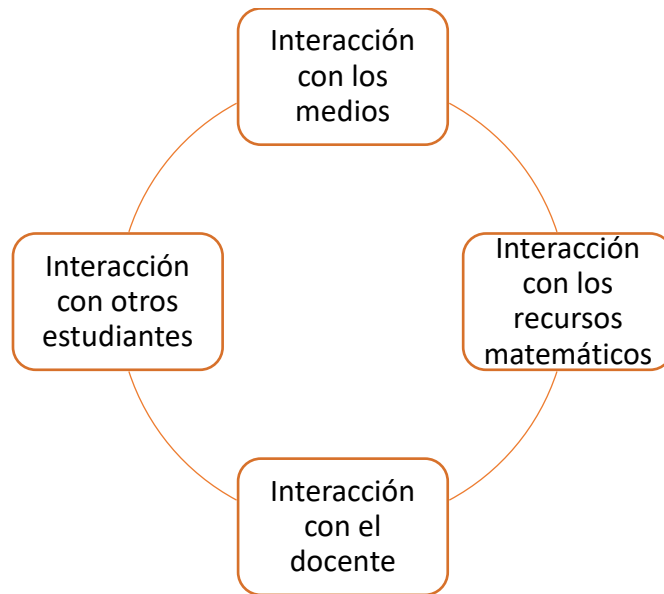 Interacción
con los
medios
Interacción
con los
recursos
matemáticos
Interacción
con el
docente
Interacción
con otros
estudiantes